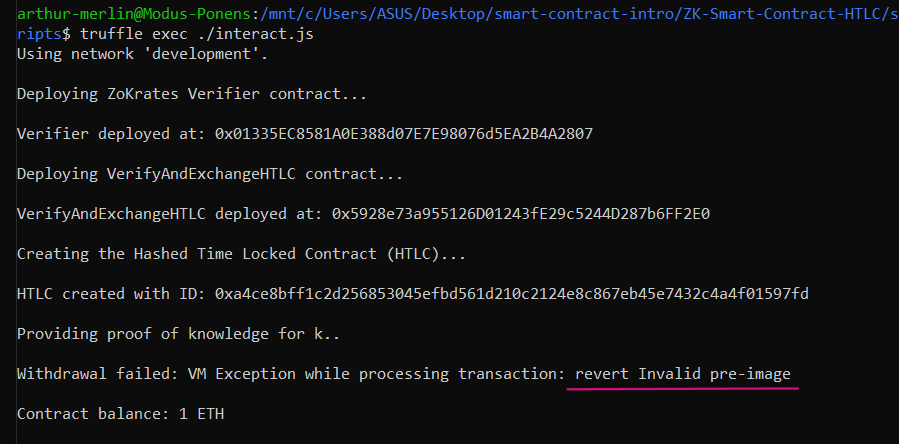 arthur-merlin@Modus-Ponens:/mnt/c/Users/ASUS/Desktop/smart-contract-intro/ZK-Smart-Contract-HTLC/sc
ripts$ truffle exec ./interact.js
Using network 'development'.
Deploying ZoKrates Verifier contract...
Verifier deployed at: 0x01335EC8581A0E388d07E7E98076d5EA2B4A2807
Deploying VerifyAndExchangeHTLC contract...
VerifyAndExchangeHTLC deployed at: 0x5928e73a955126D01243fE29c5244D287b6FF2E0
Creating the Hashed Time Locked Contract (HTLC)...
HTLC created with ID: 0xa4ce8bff1c2d256853045efbd561d210c2124e8c867eb45e7432c4a4f01597fd
Providing proof of knowledge for k..
Withdrawal failed: VM Exception while processing transaction: revert Invalid pre-image
Contract balance: 1 ETH